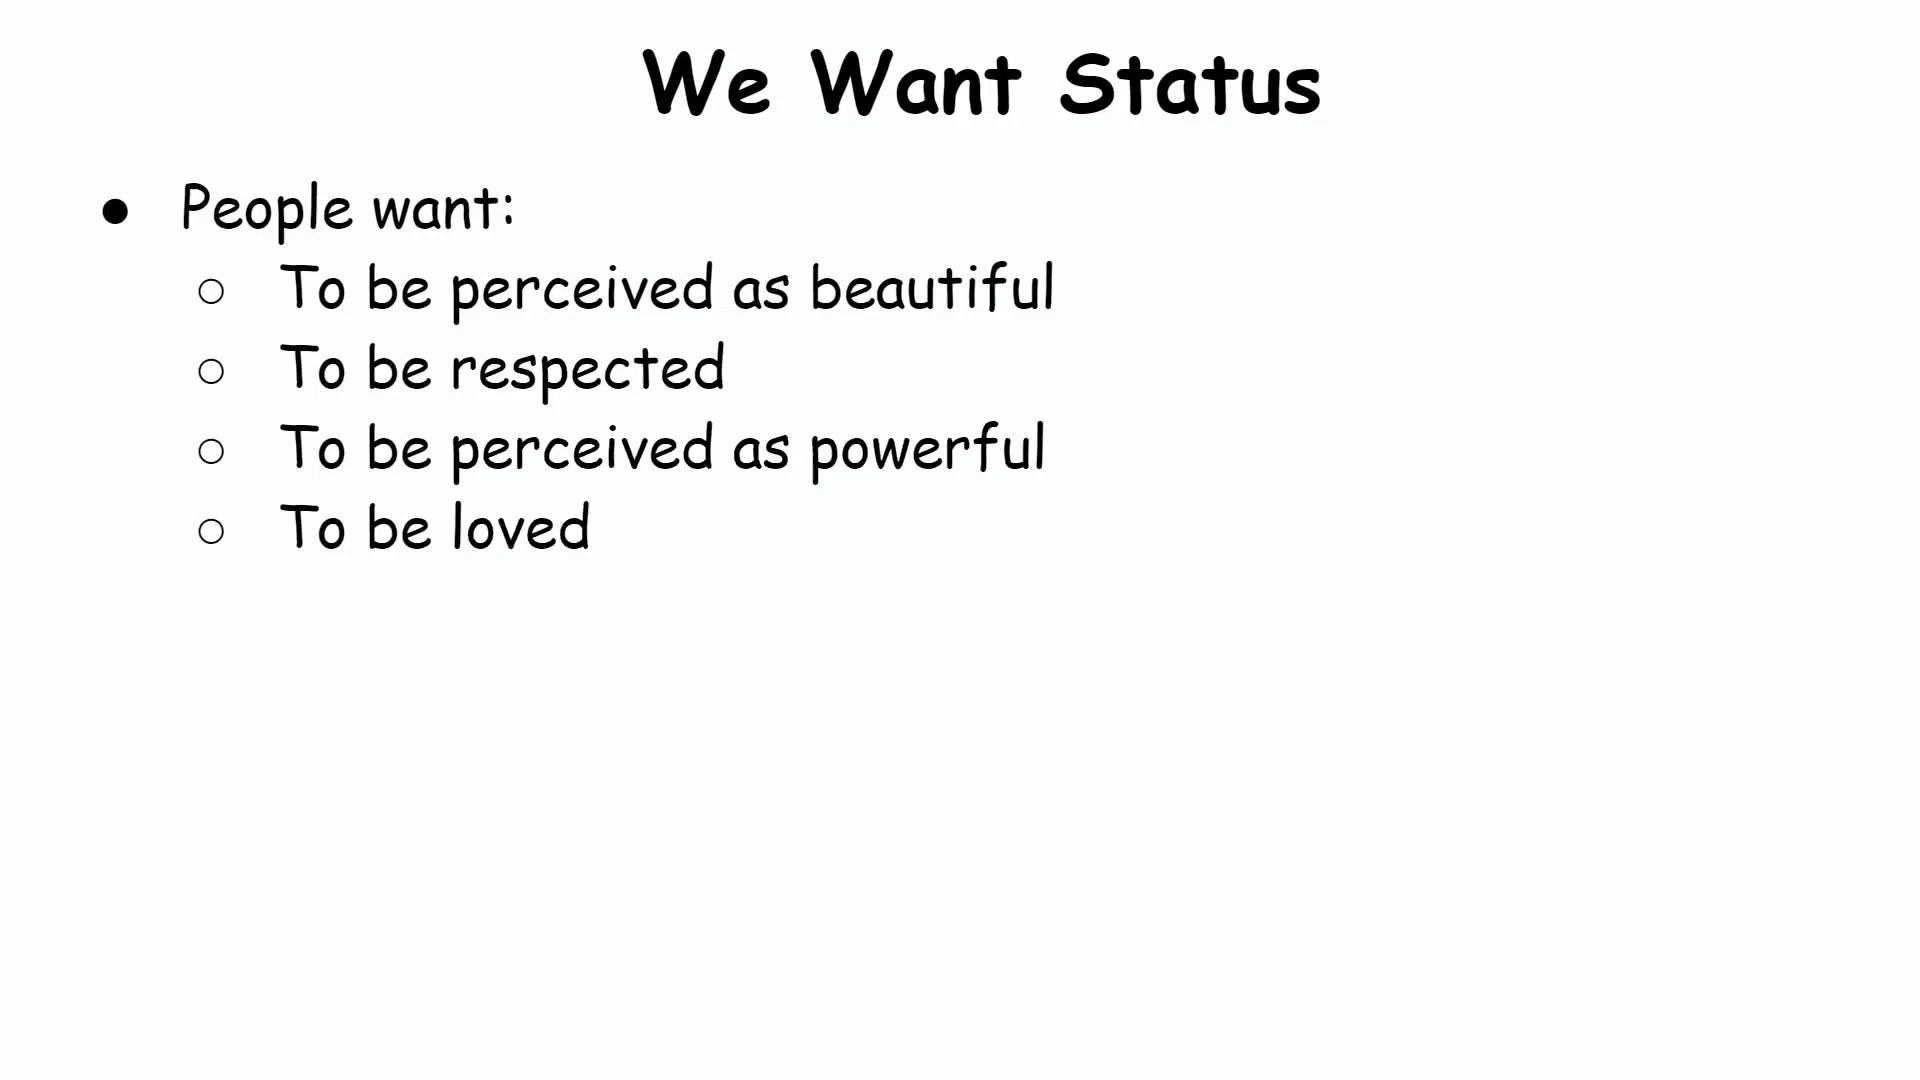 We Want Status
● People want:
○ To be perceived as beautiful
○ To be respected
○ To be perceived as powerful
○ To be loved